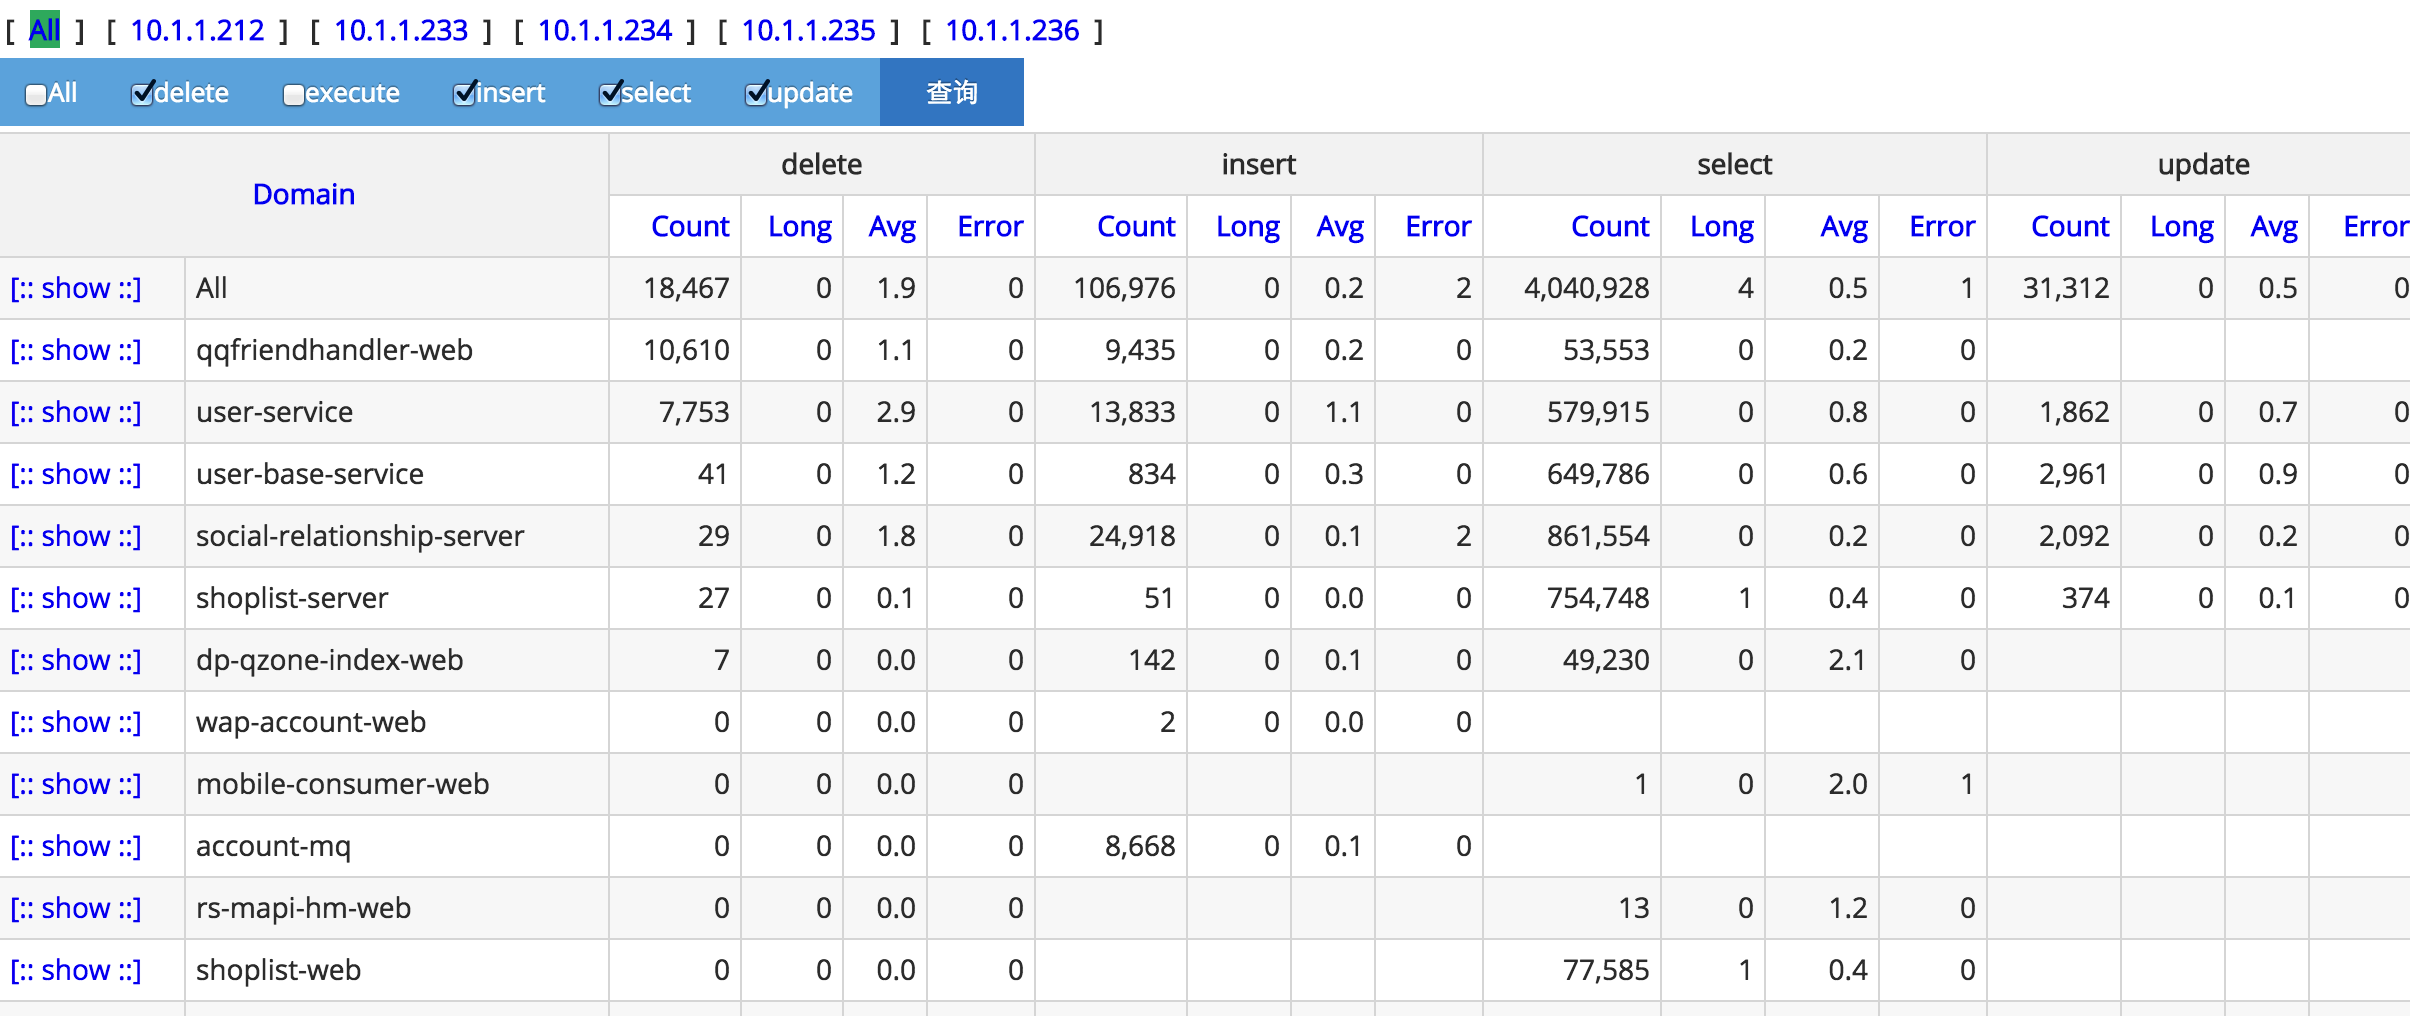 [ All ] [ 10.1.1.212 ] [ 10.1.1.233 ] [ 10.1.1.234 ] [ 10.1.1.235 ] [ 10.1.1.236 ]
All delete execute insert select update 查询
Domain delete insert select update
Count Long Avg Error Count Long Avg Error Count Long Avg Error Count Long Avg Error
[:: show ::] All 18,467 0 1.9 0 106,976 0 0.2 2 4,040,928 4 0.5 1 31,312 0 0.5 0
[:: show ::] qqfriendhandler-web 10,610 0 1.1 0 9,435 0 0.2 0 53,553 0 0.2 0
[:: show ::] user-service 7,753 0 2.9 0 13,833 0 1.1 0 579,915 0 0.8 0 1,862 0 0.7 0
[:: show ::] user-base-service 41 0 1.2 0 834 0 0.3 0 649,786 0 0.6 0 2,961 0 0.9 0
[:: show ::] social-relationship-server 29 0 1.8 0 24,918 0 0.1 2 861,554 0 0.2 0 2,092 0 0.2 0
[:: show ::] shoplist-server 27 0 0.1 0 51 0 0.0 0 754,748 1 0.4 0 374 0 0.1 0
[:: show ::] dp-qzone-index-web 7 0 0.0 0 142 0 0.1 0 49,230 0 2.1 0
[:: show ::] wap-account-web 0 0 0.0 0 2 0 0.0 0
[:: show ::] mobile-consumer-web 0 0 0.0 0 1 0 2.0 1
[:: show ::] account-mq 0 0 0.0 0 8,668 0 0.1 0
[:: show ::] rs-mapi-hm-web 0 0 0.0 0 13 0 1.2 0
[:: show ::] shoplist-web 0 0 0.0 0 77,585 1 0.4 0